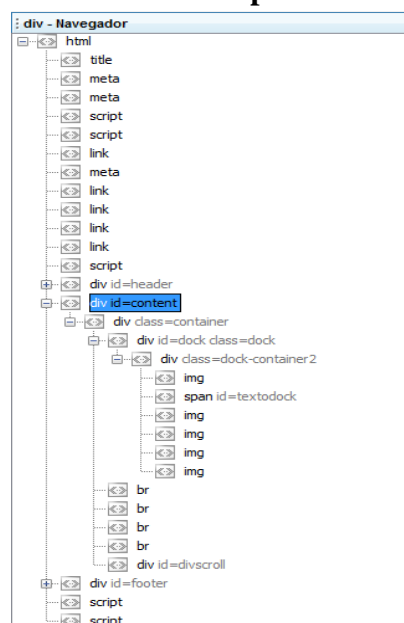 div - Navegador
html
title
meta
meta
script
script
link
meta
link
link
link
link
script
div id=header
div id=content
div class=container
div id=dock class=dock
div class=dock-container2
img
span id=textodock
img
img
img
img
br
br
br
br
div id=divscroll
div id=footer
script
script